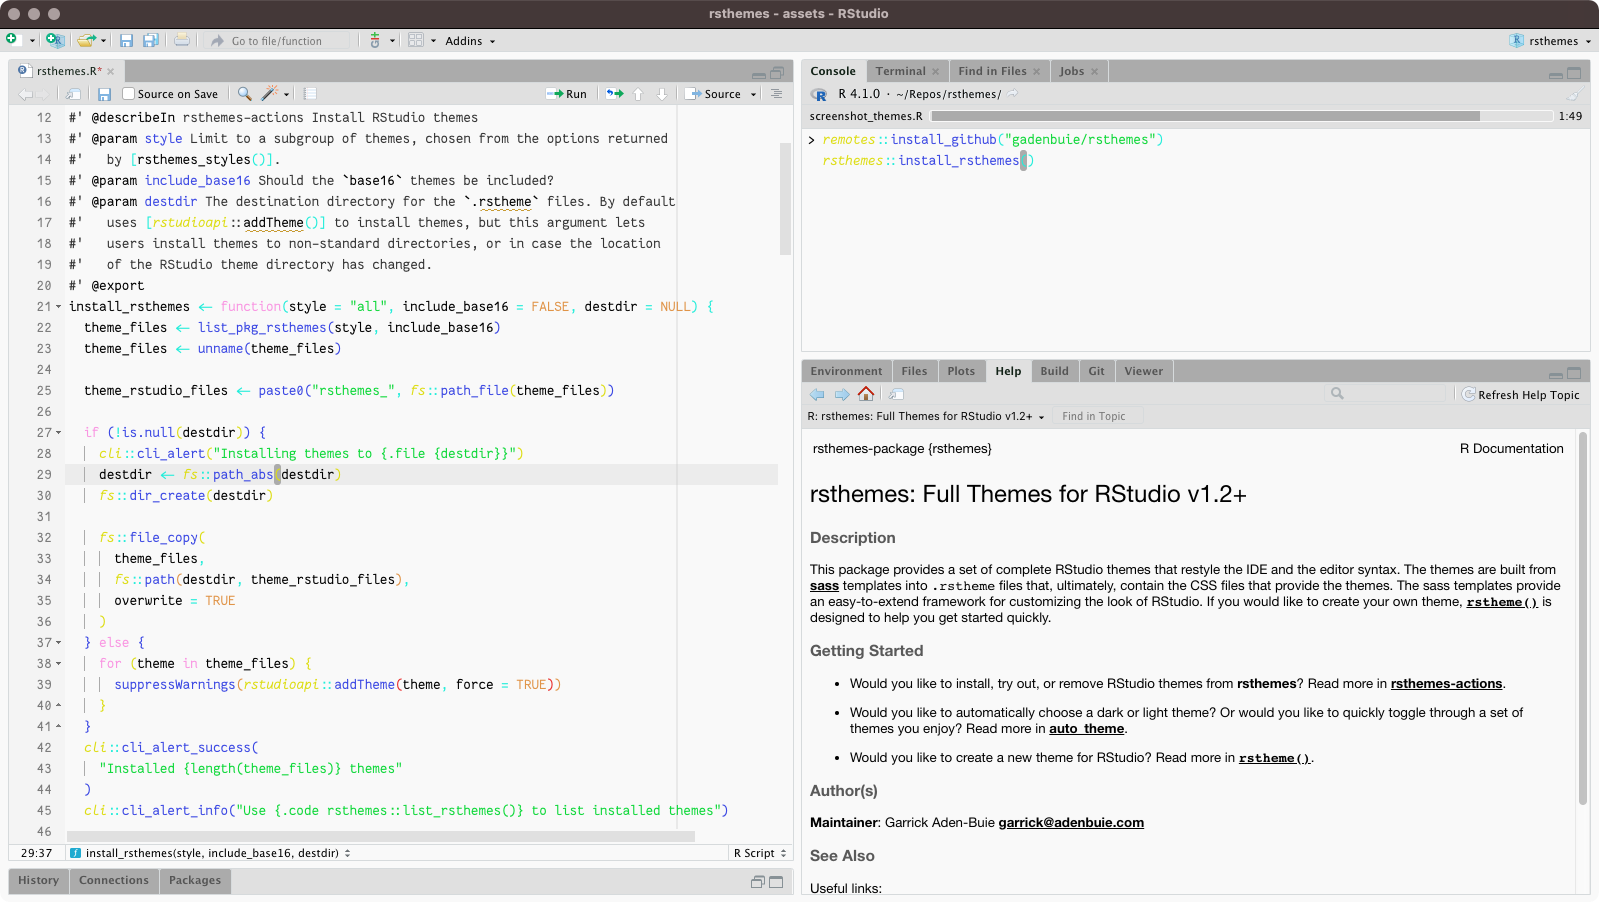 rsthemes - assets - RStudio
Go to file/function
Addins
rsthemes
rsthemes.R*
Source on Save
Run
Source
12 #' @describeIn rsthemes-actions Install RStudio themes
13 #' @param style Limit to a subgroup of themes, chosen from the options returned
14 #'   by [rsthemes_styles()].
15 #' @param include_base16 Should the `base16` themes be included?
16 #' @param destdir The destination directory for the `.rstheme` files. By default
17 #'   uses [rstudioapi::addTheme()] to install themes, but this argument lets
18 #'   users install themes to non-standard directories, or in case the location
19 #'   of the RStudio theme directory has changed.
20 #' @export
21 install_rsthemes <- function(style = "all", include_base16 = FALSE, destdir = NULL) {
22   theme_files <- list_pkg_rsthemes(style, include_base16)
23   theme_files <- unname(theme_files)
24
25   theme_rstudio_files <- paste0("rsthemes_", fs::path_file(theme_files))
26
27   if (!is.null(destdir)) {
28     cli::cli_alert("Installing themes to {.file {destdir}}")
29     destdir <- fs::path_abs(destdir)
30     fs::dir_create(destdir)
31
32     fs::file_copy(
33       theme_files,
34       fs::path(destdir, theme_rstudio_files),
35       overwrite = TRUE
36     )
37   } else {
38     for (theme in theme_files) {
39       suppressWarnings(rstudioapi::addTheme(theme, force = TRUE))
40     }
41   }
42   cli::cli_alert_success(
43     "Installed {length(theme_files)} themes"
44   )
45   cli::cli_alert_info("Use {.code rsthemes::list_rsthemes()} to list installed themes")
46
29:37 install_rsthemes(style, include_base16, destdir) R Script
History Connections Packages
Console Terminal Find in Files Jobs
R 4.1.0 · ~/Repos/rsthemes/
screenshot_themes.R 1:49
> remotes::install_github("gadenbuie/rsthemes")
rsthemes::install_rsthemes()
Environment Files Plots Help Build Git Viewer
Refresh Help Topic
R: rsthemes: Full Themes for RStudio v1.2+ Find in Topic
rsthemes-package {rsthemes} R Documentation
rsthemes: Full Themes for RStudio v1.2+
Description
This package provides a set of complete RStudio themes that restyle the IDE and the editor syntax. The themes are built from
sass templates into .rstheme files that, ultimately, contain the CSS files that provide the themes. The sass templates provide
an easy-to-extend framework for customizing the look of RStudio. If you would like to create your own theme, rstheme() is
designed to help you get started quickly.
Getting Started
• Would you like to install, try out, or remove RStudio themes from rsthemes? Read more in rsthemes-actions.
• Would you like to automatically choose a dark or light theme? Or would you like to quickly toggle through a set of
themes you enjoy? Read more in auto_theme.
• Would you like to create a new theme for RStudio? Read more in rstheme().
Author(s)
Maintainer: Garrick Aden-Buie garrick@adenbuie.com
See Also
Useful links: